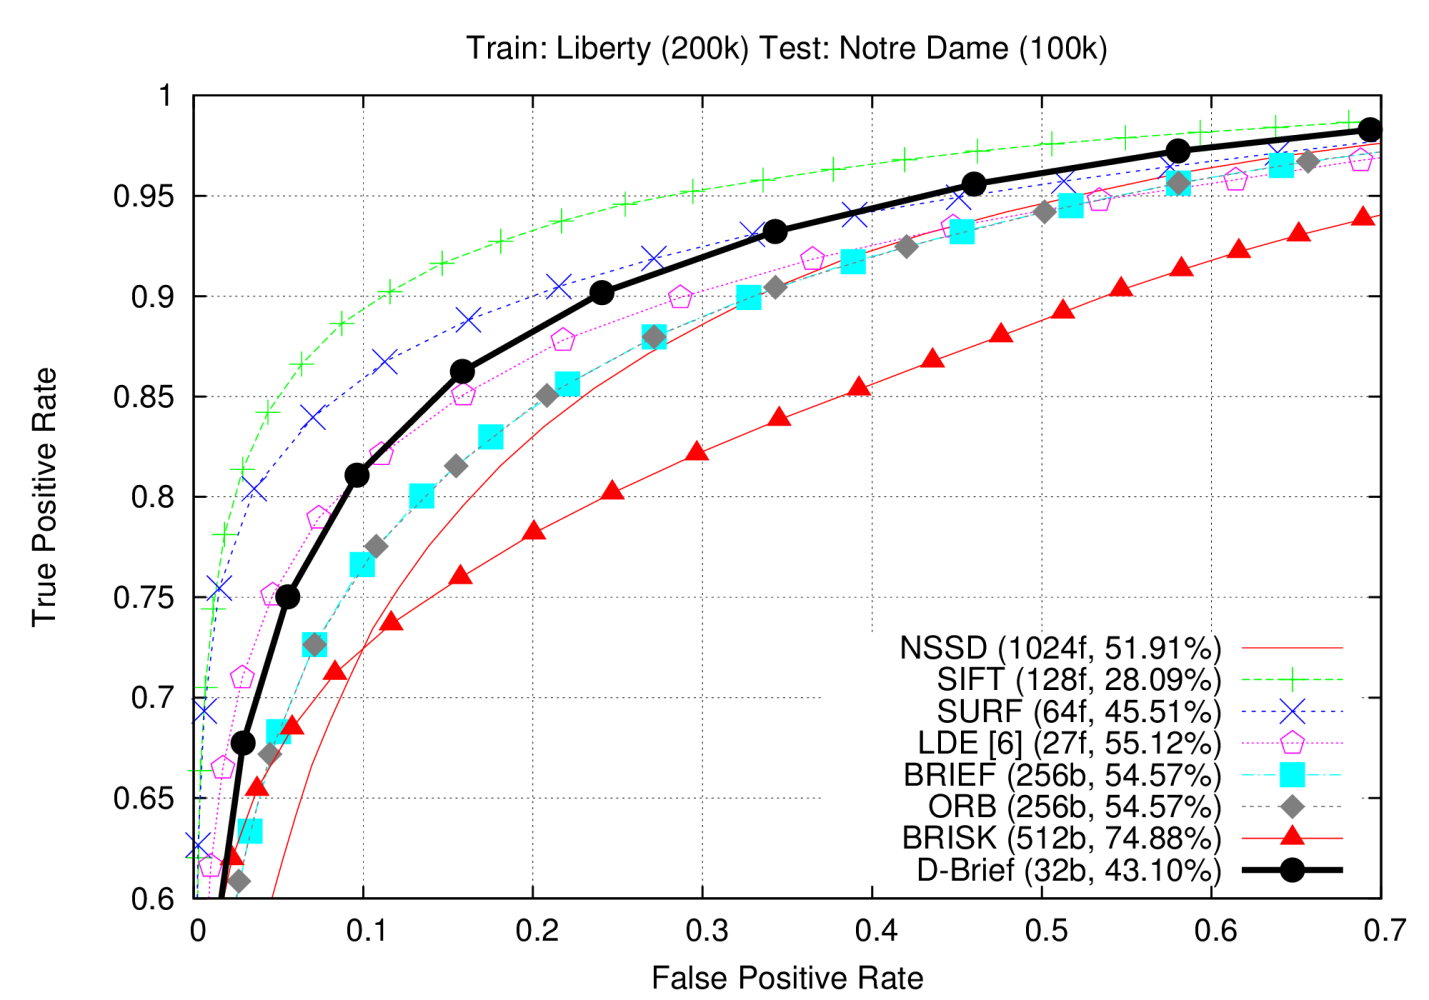 Train: Liberty (200k) Test: Notre Dame (100k)
1
0.95
0.9
0.85
0.8
0.75
0.7
0.65
0.6
True Positive Rate
NSSD (1024f, 51.91%)
SIFT (128f, 28.09%)
SURF (64f, 45.51%)
LDE [6] (27f, 55.12%)
BRIEF (256b, 54.57%)
ORB (256b, 54.57%)
BRISK (512b, 74.88%)
D-Brief (32b, 43.10%)
0 0.1 0.2 0.3 0.4 0.5 0.6 0.7
False Positive Rate